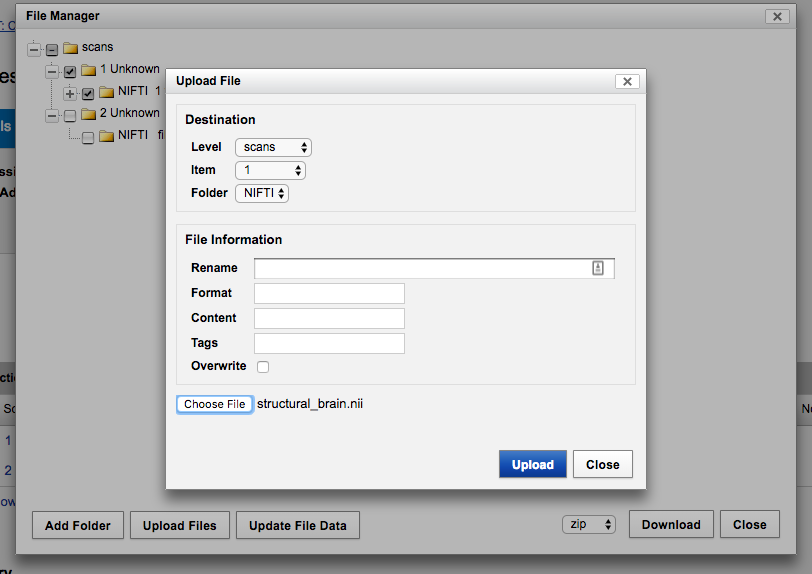 File Manager
scans
1 Unknown
NIFTI 1
2 Unknown
NIFTI fi
Upload File
Destination
Level scans
Item 1
Folder NIFTI
File Information
Rename
Format
Content
Tags
Overwrite
Choose File structural_brain.nii
Upload Close
1
2
Add Folder Upload Files Update File Data zip Download Close